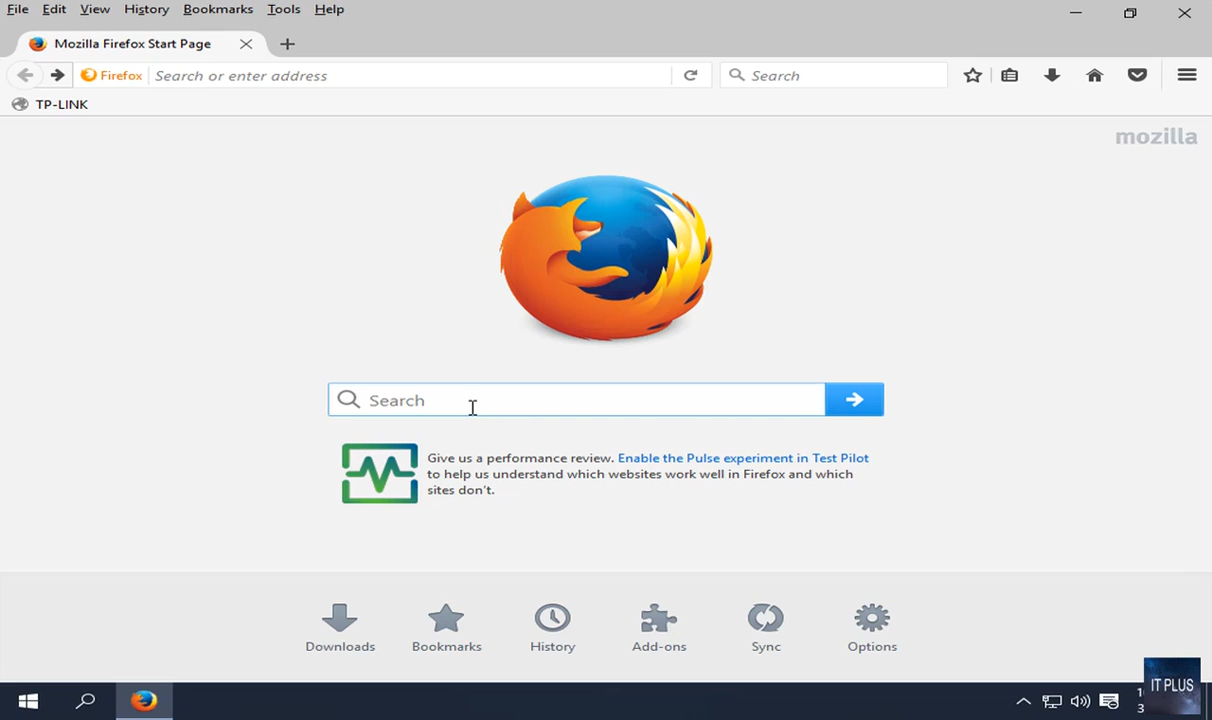 File Edit View History Bookmarks Tools Help
Mozilla Firefox Start Page
Firefox Search or enter address
Search
TP-LINK
mozilla
Search
Give us a performance review. Enable the Pulse experiment in Test Pilot
to help us understand which websites work well in Firefox and which
sites don't.
Downloads Bookmarks History Add-ons Sync Options
IT PLUS